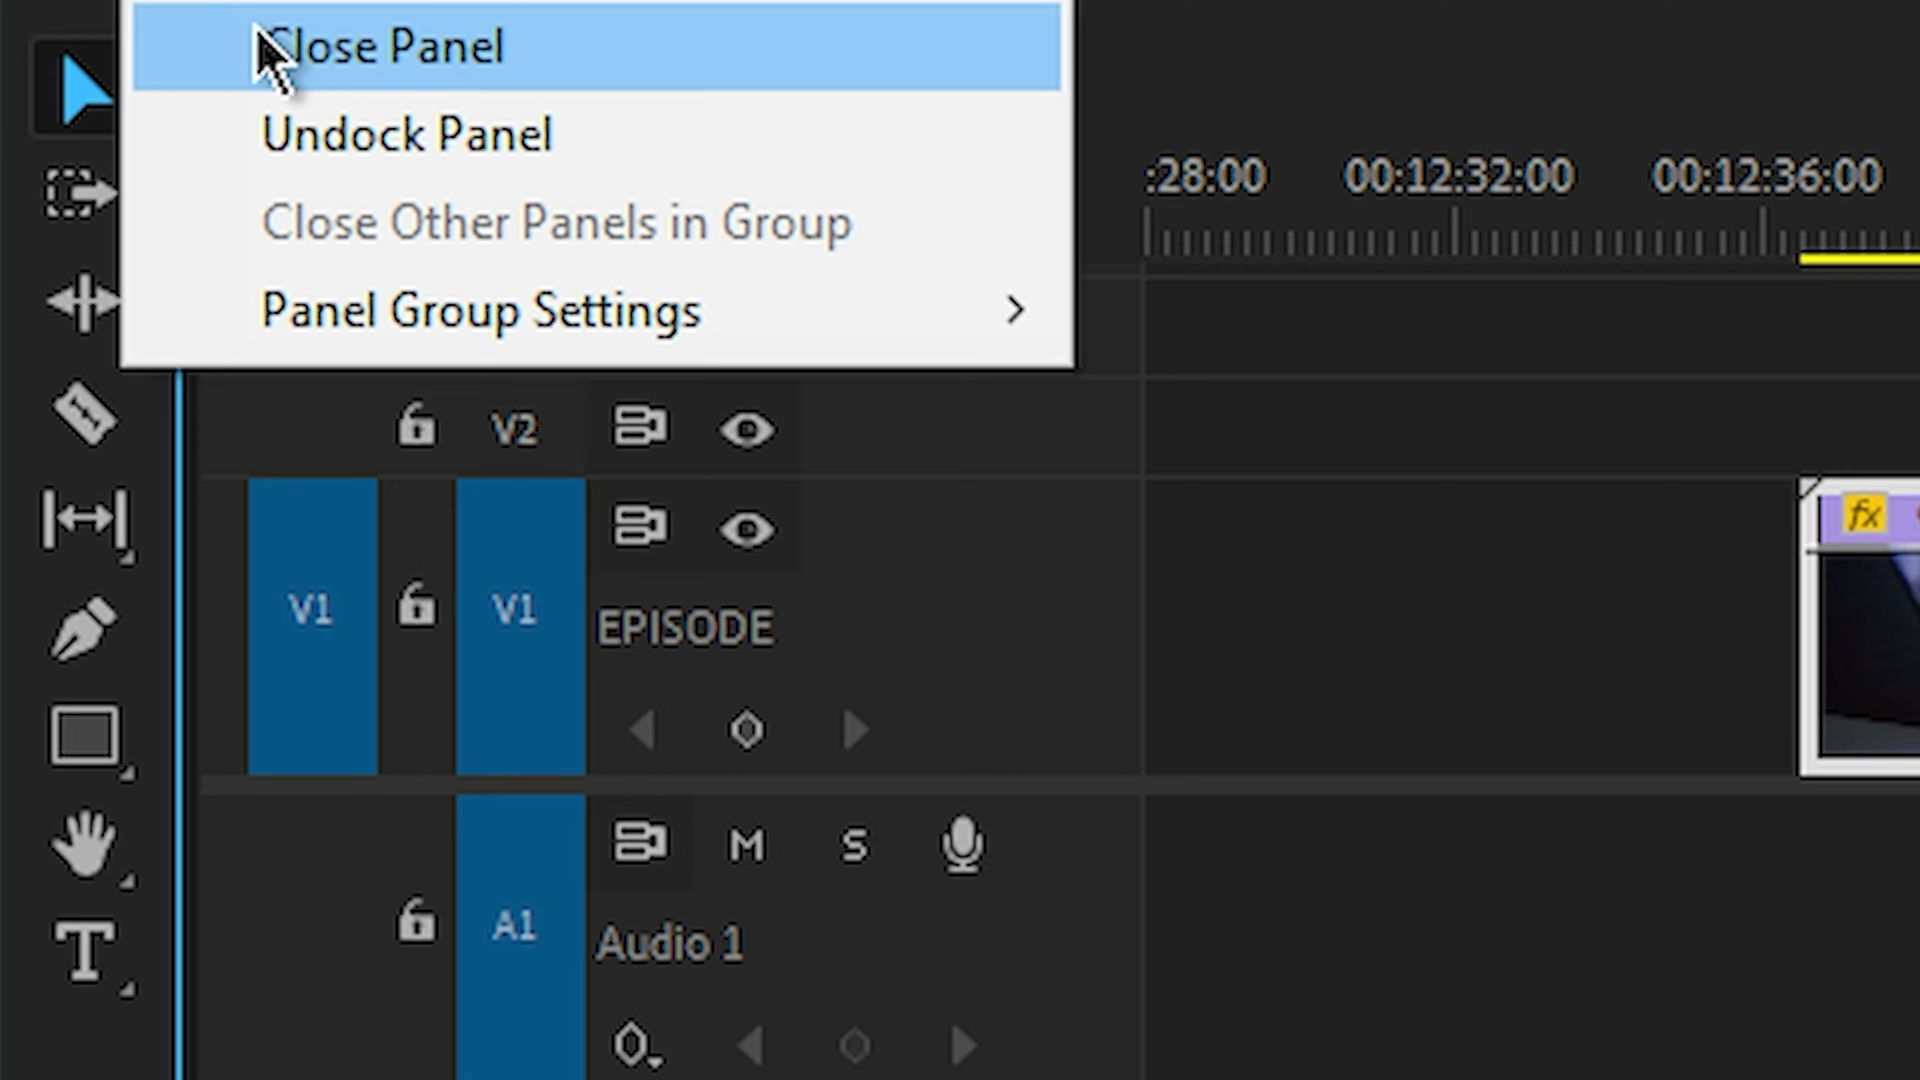 Close Panel
Undock Panel
Close Other Panels in Group
Panel Group Settings
:28:00 00:12:32:00 00:12:36:00
V2
fx
V1 V1
EPISODE
M S
A1
Audio 1
T